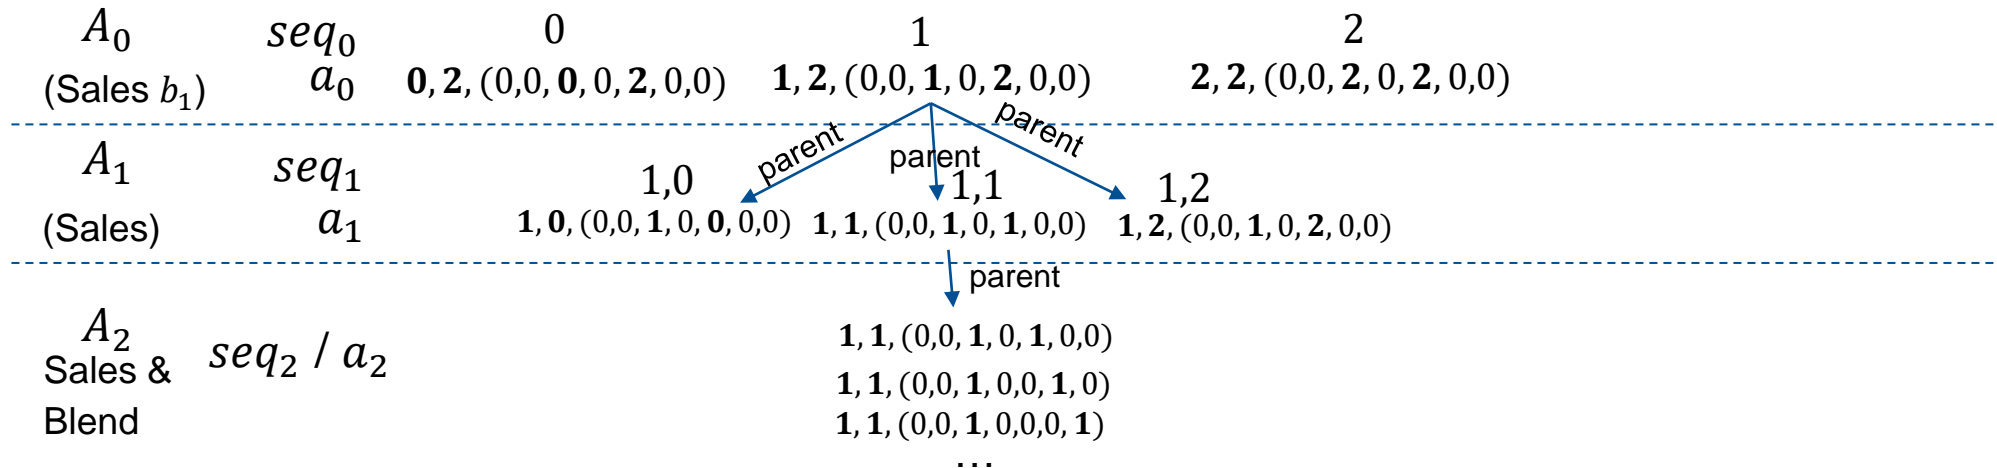 A₀ seq₀ 0 1 2
(Sales b₁) a₀ 0, 2, (0,0, 0, 0, 2, 0,0) 1, 2, (0,0, 1, 0, 2, 0,0) 2, 2, (0,0, 2, 0, 2, 0,0)
parent parent parent
A₁ seq₁ 1,0 1,1 1,2
(Sales) a₁ 1, 0, (0,0, 1, 0, 0, 0,0) 1, 1, (0,0, 1, 0, 1, 0,0) 1, 2, (0,0, 1, 0, 2, 0,0)
parent
A₂ seq₂ / a₂ 1, 1, (0,0, 1, 0, 1, 0,0)
Sales & 1, 1, (0,0, 1, 0,0, 1, 0)
Blend 1, 1, (0,0, 1, 0,0,0, 1)
...